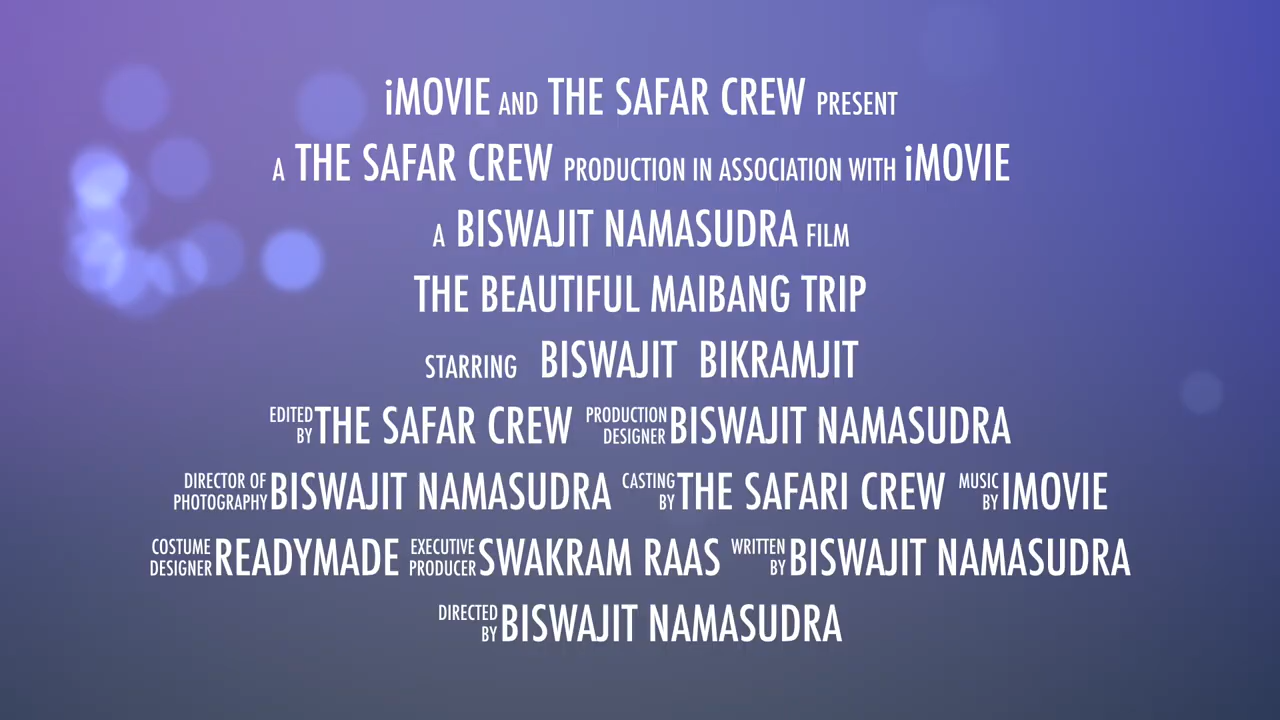 iMOVIE AND THE SAFAR CREW PRESENT
A THE SAFAR CREW PRODUCTION IN ASSOCIATION WITH iMOVIE
A BISWAJIT NAMASUDRA FILM
THE BEAUTIFUL MAIBANG TRIP
STARRING BISWAJIT BIKRAMJIT
EDITED BY THE SAFAR CREW PRODUCTION DESIGNER BISWAJIT NAMASUDRA
DIRECTOR OF PHOTOGRAPHY BISWAJIT NAMASUDRA CASTING BY THE SAFARI CREW MUSIC BY IMOVIE
COSTUME DESIGNER READYMADE EXECUTIVE PRODUCER SWAKRAM RAAS WRITTEN BY BISWAJIT NAMASUDRA
DIRECTED BY BISWAJIT NAMASUDRA